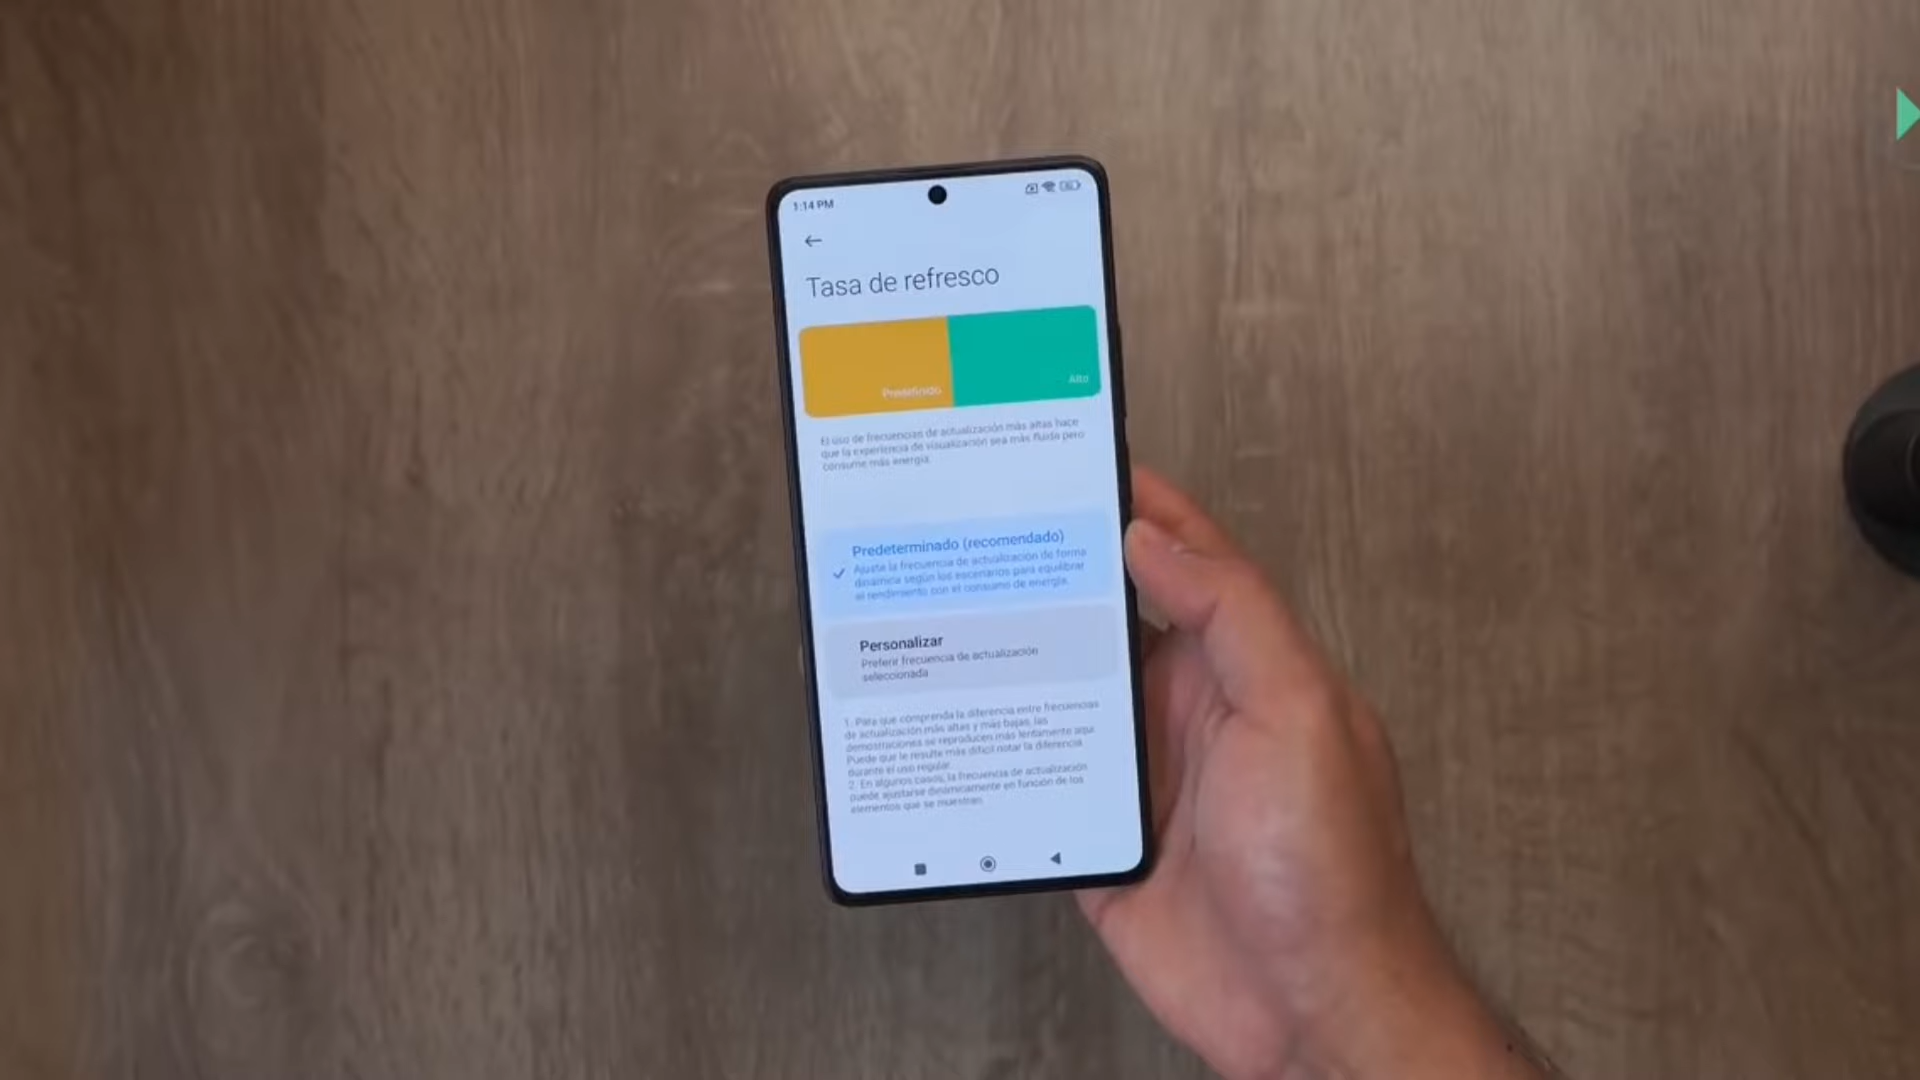 1:14 PM
Tasa de refresco
Predefinido
Alto
El uso de frecuencias de actualización más altas hace
que la experiencia de visualización sea más fluida pero
consume más energía.
Predeterminado (recomendado)
Ajuste la frecuencia de actualización de forma
dinámica según los escenarios para equilibrar
el rendimiento con el consumo de energía.
Personalizar
Preferir frecuencia de actualización
seleccionada
1. Para que comprenda la diferencia entre frecuencias
de actualización más altas y más bajas, las
demostraciones se reproducen más lentamente aquí.
Puede que le resulte más difícil notar la diferencia
durante el uso regular.
2. En algunos casos, la frecuencia de actualización
puede ajustarse dinámicamente en función de los
elementos que se muestran.